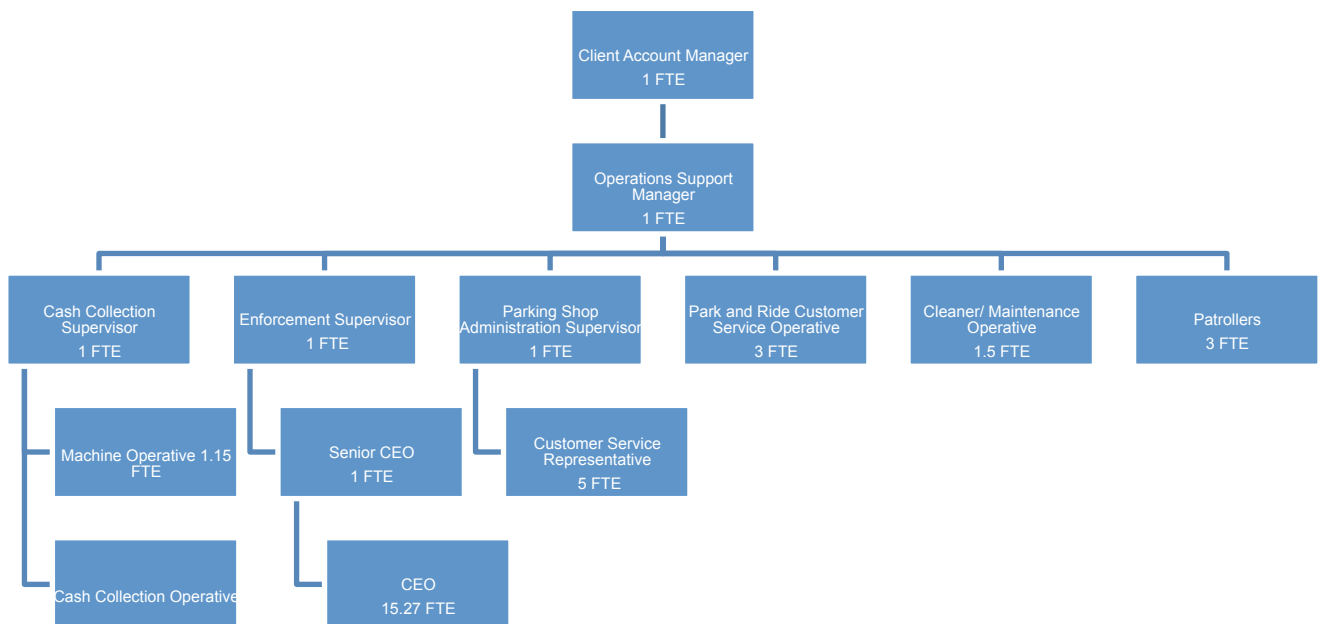 Client Account Manager
1 FTE
Operations Support
Manager
1 FTE
Cash Collection
Supervisor
1 FTE
Enforcement Supervisor
1 FTE
Parking Shop
Administration Supervisor
1 FTE
Park and Ride Customer
Service Operative
3 FTE
Cleaner/ Maintenance
Operative
1.5 FTE
Patrollers
3 FTE
Machine Operative 1.15
FTE
Senior CEO
1 FTE
Customer Service
Representative
5 FTE
Cash Collection Operative
CEO
15.27 FTE